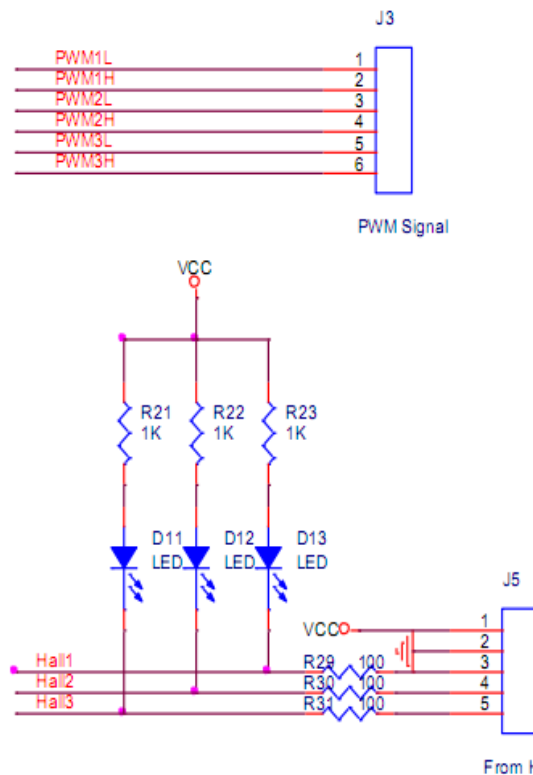 J3
PWM1L 1
PWM1H 2
PWM2L 3
PWM2H 4
PWM3L 5
PWM3H 6
PWM Signal
VCC
R21 R22 R23
1K 1K 1K
D11 D12 D13
LED LED LED
J5
VCC 1
2
Hall1 R29 100 3
Hall2 R30 100 4
Hall3 R31 100 5
From